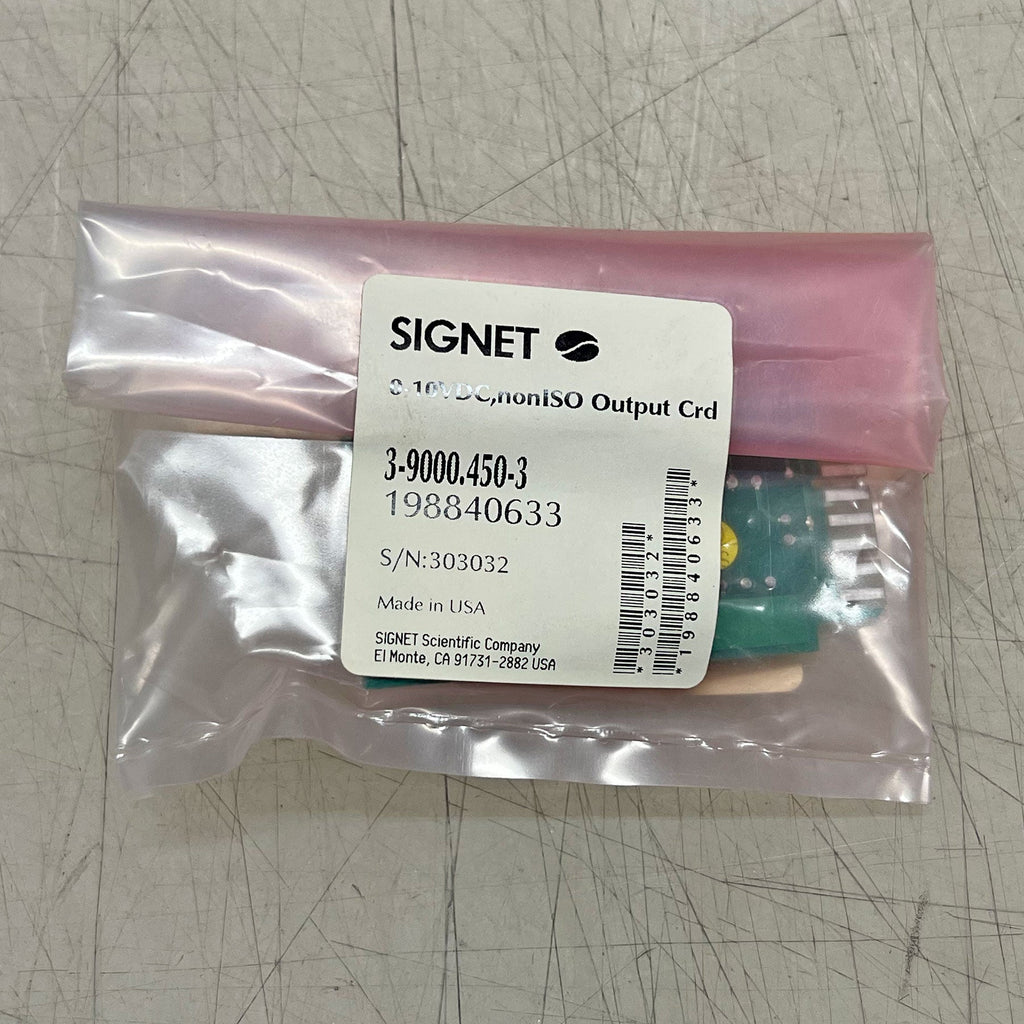 SIGNET
0-10VDC,nonISO Output Crd
3-9000.450-3
198840633
S/N:303032
Made in USA
SIGNET Scientific Company
El Monte, CA 91731-2882 USA
*303032*
*198840633*